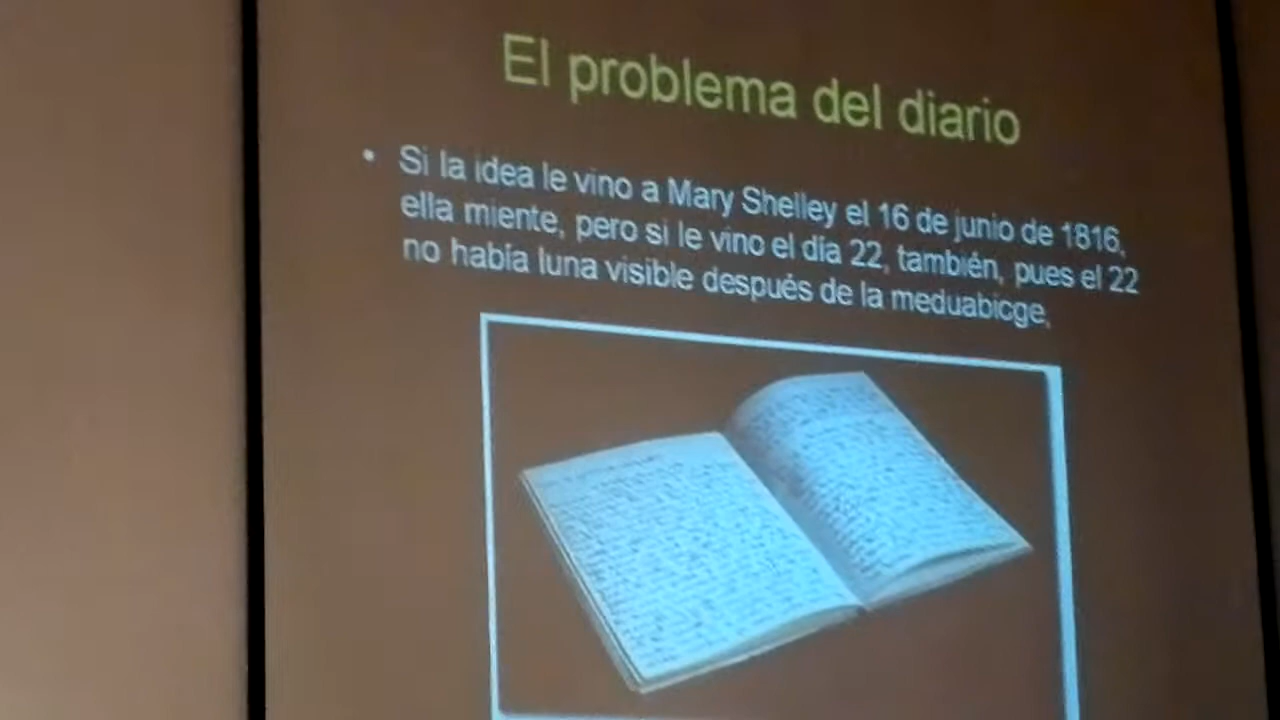 El problema del diario
• Si la idea le vino a Mary Shelley el 16 de junio de 1816,
ella miente, pero si le vino el día 22, también, pues el 22
no había luna visible después de la meduabicge,